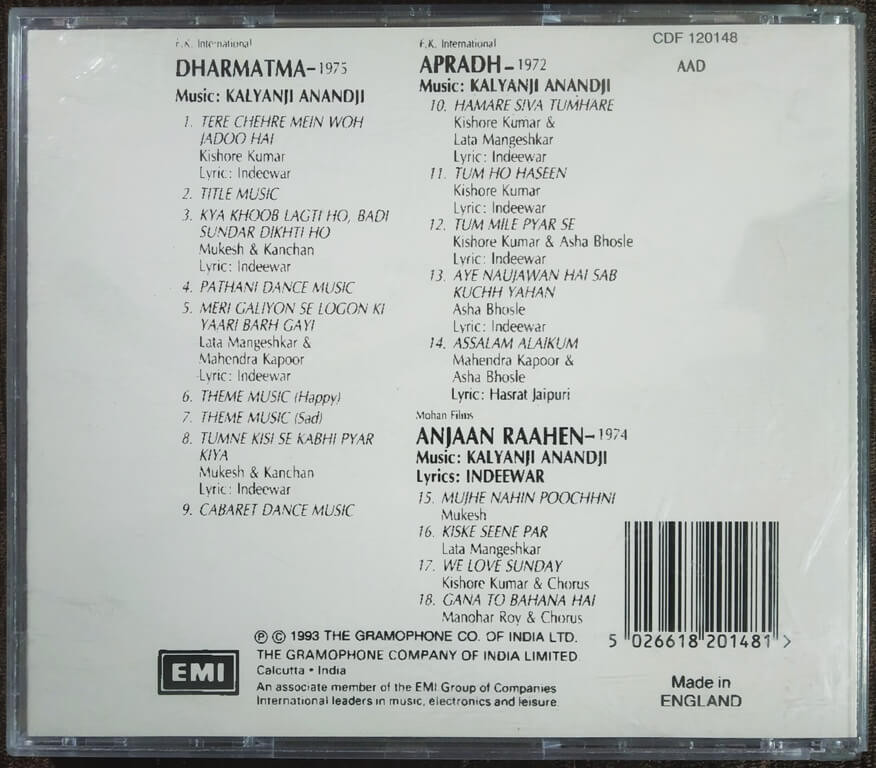 F.K. International
DHARMATMA–1975
Music: KALYANJI ANANDJI
1. TERE CHEHRE MEIN WOH
JADOO HAI
Kishore Kumar
Lyric: Indeewar
2. TITLE MUSIC
3. KYA KHOOB LAGTI HO, BADI
SUNDAR DIKHTI HO
Mukesh & Kanchan
Lyric: Indeewar
4. PATHANI DANCE MUSIC
5. MERI GALIYON SE LOGON KI
YAARI BARH GAYI
Lata Mangeshkar &
Mahendra Kapoor
Lyric: Indeewar
6. THEME MUSIC (Happy)
7. THEME MUSIC (Sad)
8. TUMNE KISI SE KABHI PYAR
KIYA
Mukesh & Kanchan
Lyric: Indeewar
9. CABARET DANCE MUSIC
F.K. International
APRADH–1972
Music: KALYANJI ANANDJI
10. HAMARE SIVA TUMHARE
Kishore Kumar &
Lata Mangeshkar
Lyric: Indeewar
11. TUM HO HASEEN
Kishore Kumar
Lyric: Indeewar
12. TUM MILE PYAR SE
Kishore Kumar & Asha Bhosle
Lyric: Indeewar
13. AYE NAUJAWAN HAI SAB
KUCHH YAHAN
Asha Bhosle
Lyric: Indeewar
14. ASSALAM ALAIKUM
Mahendra Kapoor &
Asha Bhosle
Lyric: Hasrat Jaipuri
Mohan Films
ANJAAN RAAHEN–1974
Music: KALYANJI ANANDJI
Lyrics: INDEEWAR
15. MUJHE NAHIN POOCHHNI
Mukesh
16. KISKE SEENE PAR
Lata Mangeshkar
17. WE LOVE SUNDAY
Kishore Kumar & Chorus
18. GANA TO BAHANA HAI
Manohar Roy & Chorus
CDF 120148
AAD
5 026618 201481 >
Made in
ENGLAND
EMI
℗ © 1993 THE GRAMOPHONE CO. OF INDIA LTD.
THE GRAMOPHONE COMPANY OF INDIA LIMITED
Calcutta • India
An associate member of the EMI Group of Companies
International leaders in music, electronics and leisure.